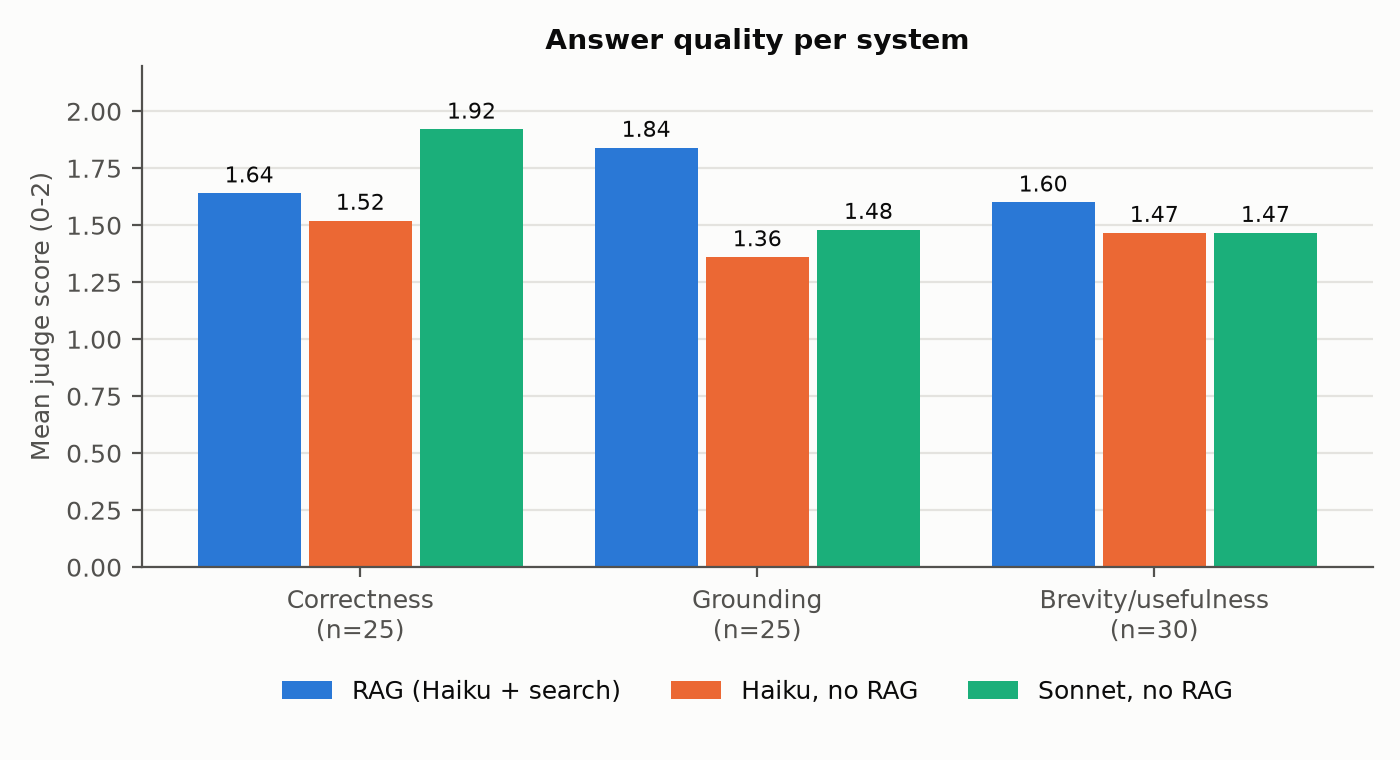 Answer quality per system
Mean judge score (0-2)
2.00
1.75
1.50
1.25
1.00
0.75
0.50
0.25
0.00
1.64
1.52
1.92
1.84
1.36
1.48
1.60
1.47
1.47
Correctness
(n=25)
Grounding
(n=25)
Brevity/usefulness
(n=30)
RAG (Haiku + search)
Haiku, no RAG
Sonnet, no RAG